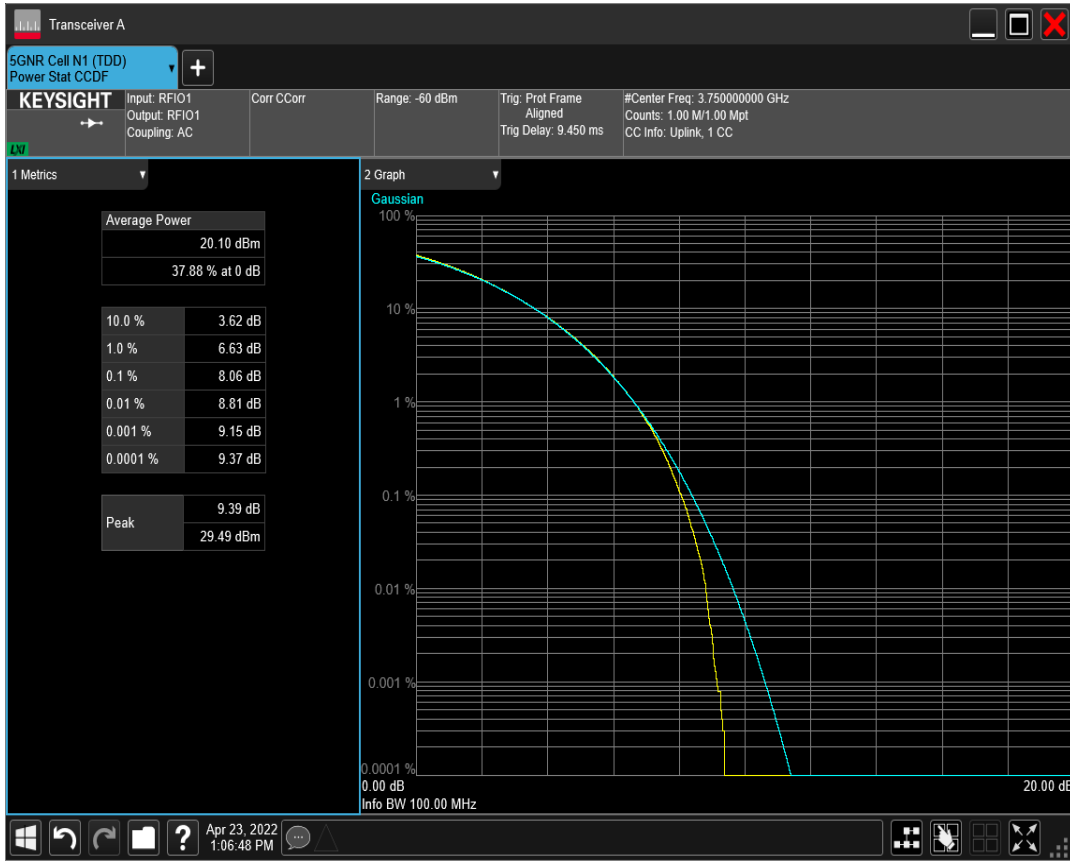 Transceiver A
5GNR Cell N1 (TDD)
Power Stat CCDF
+
KEYSIGHT
LXI
Input: RFIO1
Output: RFIO1
Coupling: AC
Corr CCorr
Range: -60 dBm
Trig: Prot Frame
Aligned
Trig Delay: 9.450 ms
#Center Freq: 3.750000000 GHz
Counts: 1.00 M/1.00 Mpt
CC Info: Uplink, 1 CC
1 Metrics
Average Power
20.10 dBm
37.88 % at 0 dB
10.0 % 3.62 dB
1.0 % 6.63 dB
0.1 % 8.06 dB
0.01 % 8.81 dB
0.001 % 9.15 dB
0.0001 % 9.37 dB
Peak
9.39 dB
29.49 dBm
2 Graph
Gaussian
100 %
10 %
1 %
0.1 %
0.01 %
0.001 %
0.0001 %
0.00 dB 20.00 dB
Info BW 100.00 MHz
?
Apr 23, 2022
1:06:48 PM